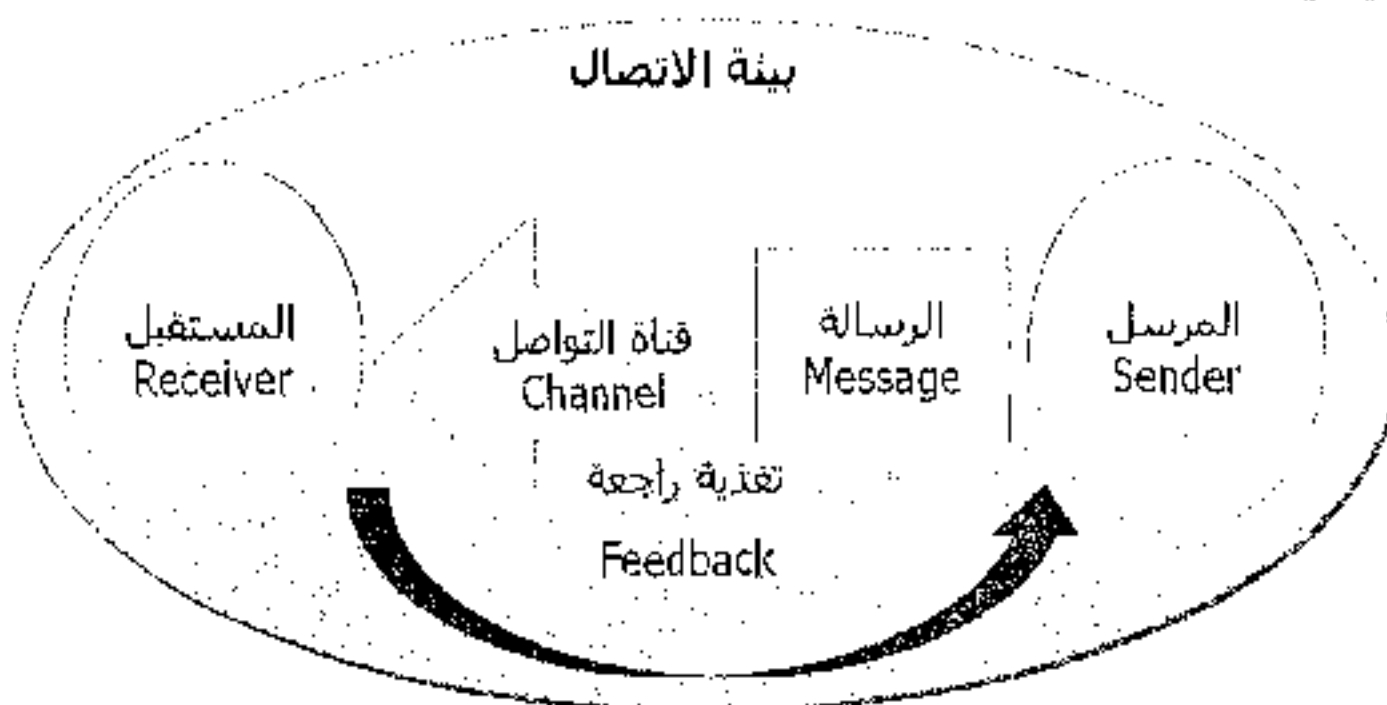 بيئة الاتصال
المرسل
Sender
الرسالة
Message
قناة التواصل
Channel
المستقبل
Receiver
تغذية راجعة
Feedback